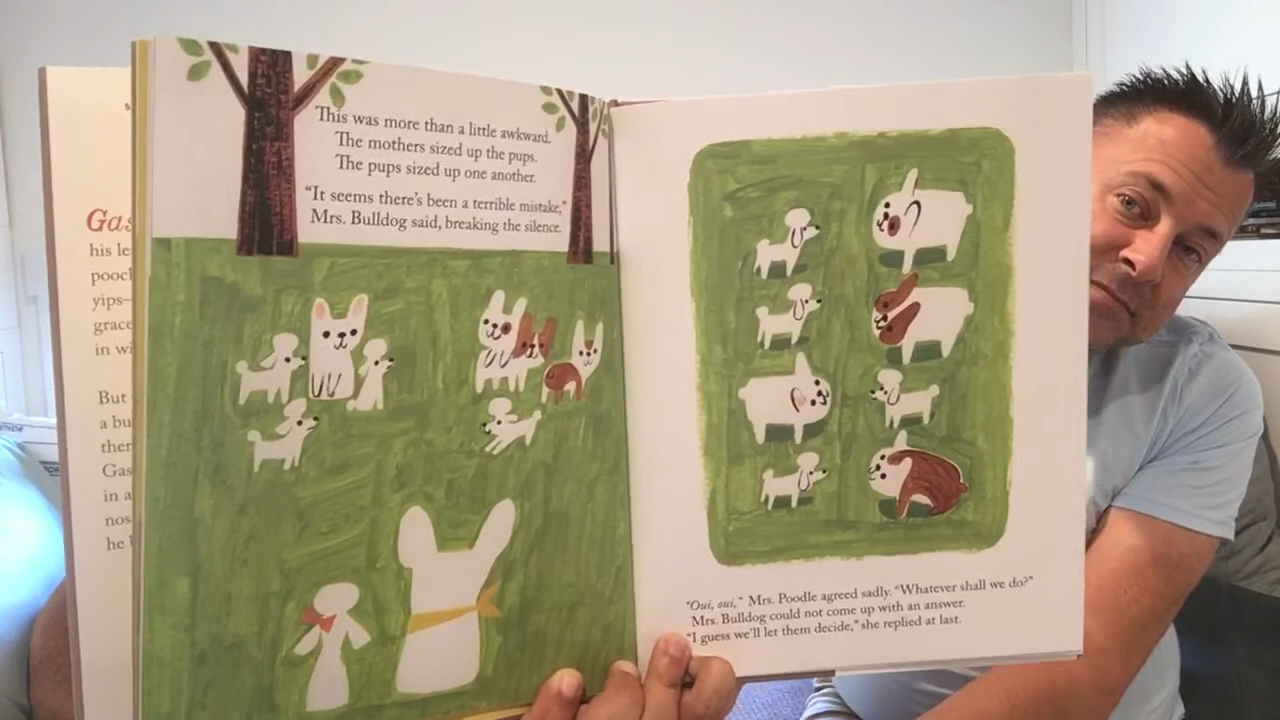 Gas
his le
pooc
yips—
grace
in wi
But
a bu
ther
Gas
in a
nos
he
This was more than a little awkward.
The mothers sized up the pups.
The pups sized up one another.
"It seems there's been a terrible mistake,"
Mrs. Bulldog said, breaking the silence.
"Oui, oui," Mrs. Poodle agreed sadly. "Whatever shall we do?"
Mrs. Bulldog could not come up with an answer.
"I guess we'll let them decide," she replied at last.